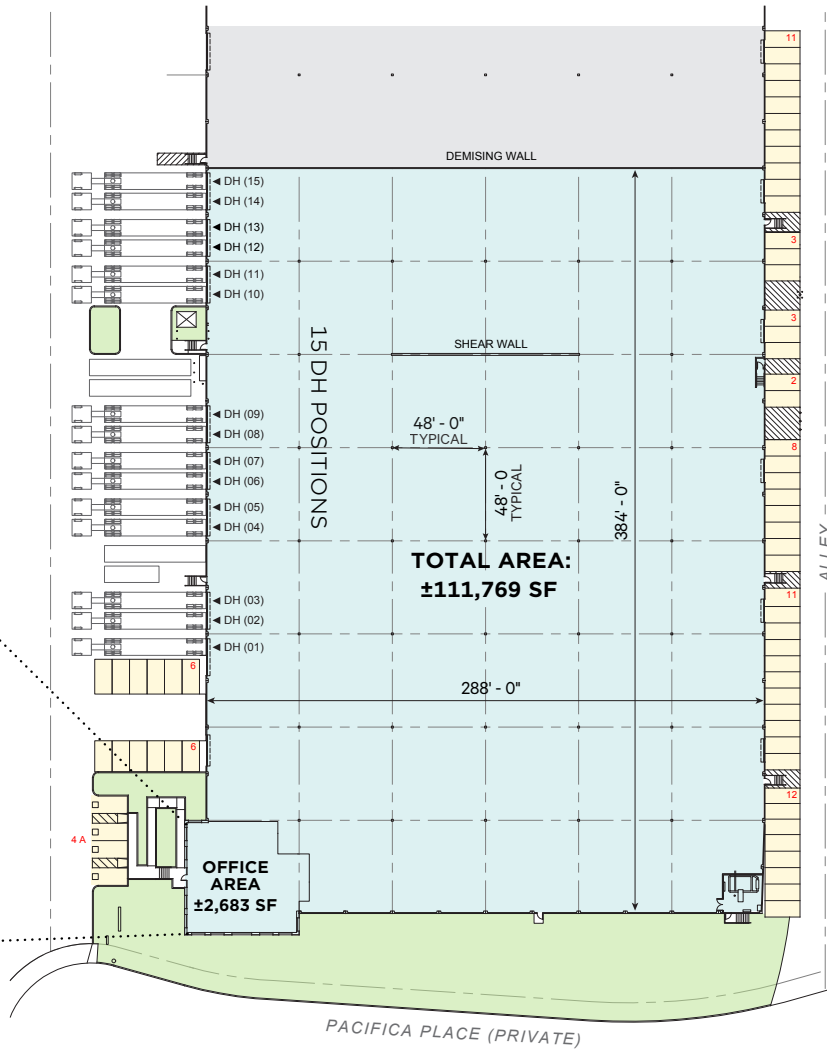 11
DEMISING WALL
DH (15)
DH (14)
DH (13)
DH (12)
DH (11)
DH (10)
3
3
2
8
11
12
15 DH POSITIONS
SHEAR WALL
DH (09)
DH (08)
DH (07)
DH (06)
DH (05)
DH (04)
48' - 0"
TYPICAL
48' - 0
TYPICAL
384' - 0"
ALLEY
TOTAL AREA:
±111,769 SF
DH (03)
DH (02)
DH (01)
6
288' - 0"
6
4 A
OFFICE
AREA
±2,683 SF
PACIFICA PLACE (PRIVATE)